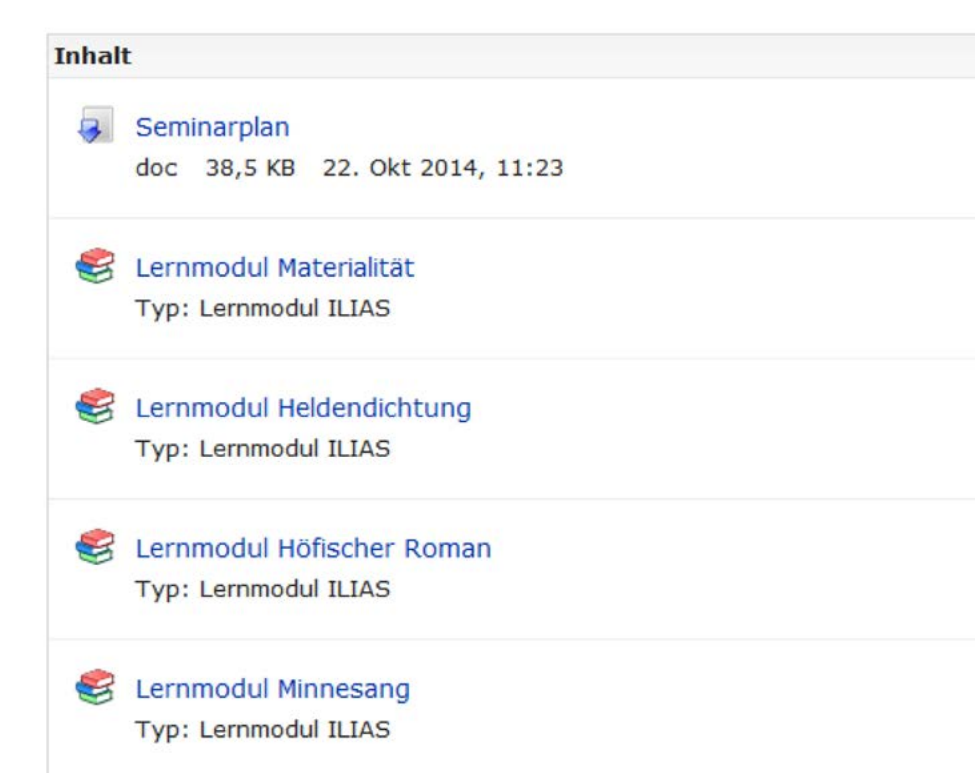 Inhalt
Seminarplan
doc 38,5 KB 22. Okt 2014, 11:23
Lernmodul Materialität
Typ: Lernmodul ILIAS
Lernmodul Heldendichtung
Typ: Lernmodul ILIAS
Lernmodul Höfischer Roman
Typ: Lernmodul ILIAS
Lernmodul Minnesang
Typ: Lernmodul ILIAS